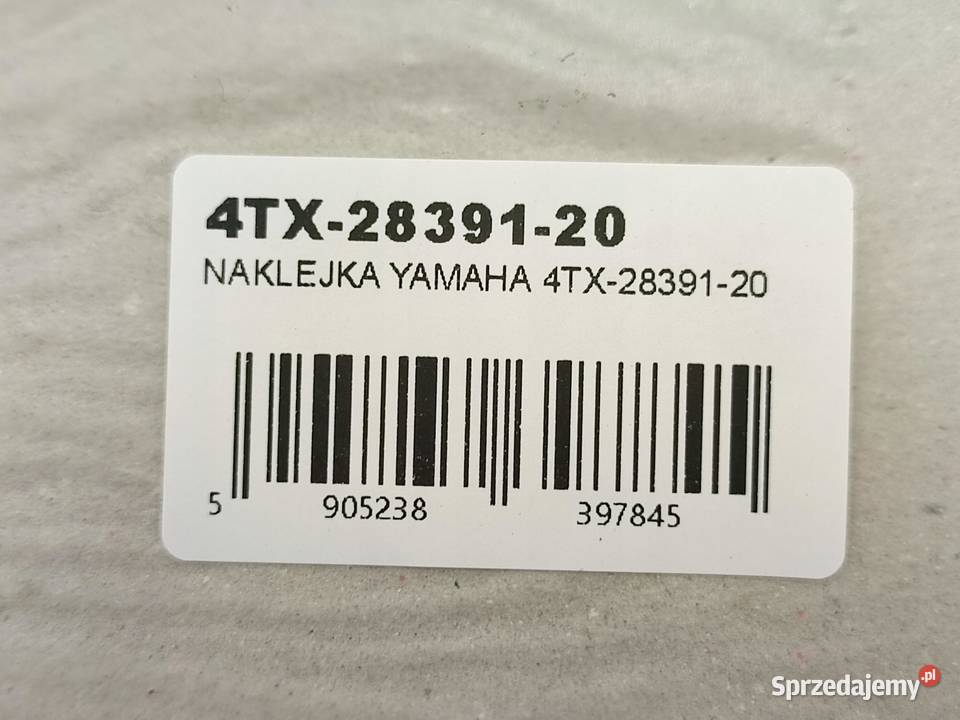 4TX-28391-20
NAKLEJKA YAMAHA 4TX-28391-20
5 905238 397845
Sprzedajemy.pl